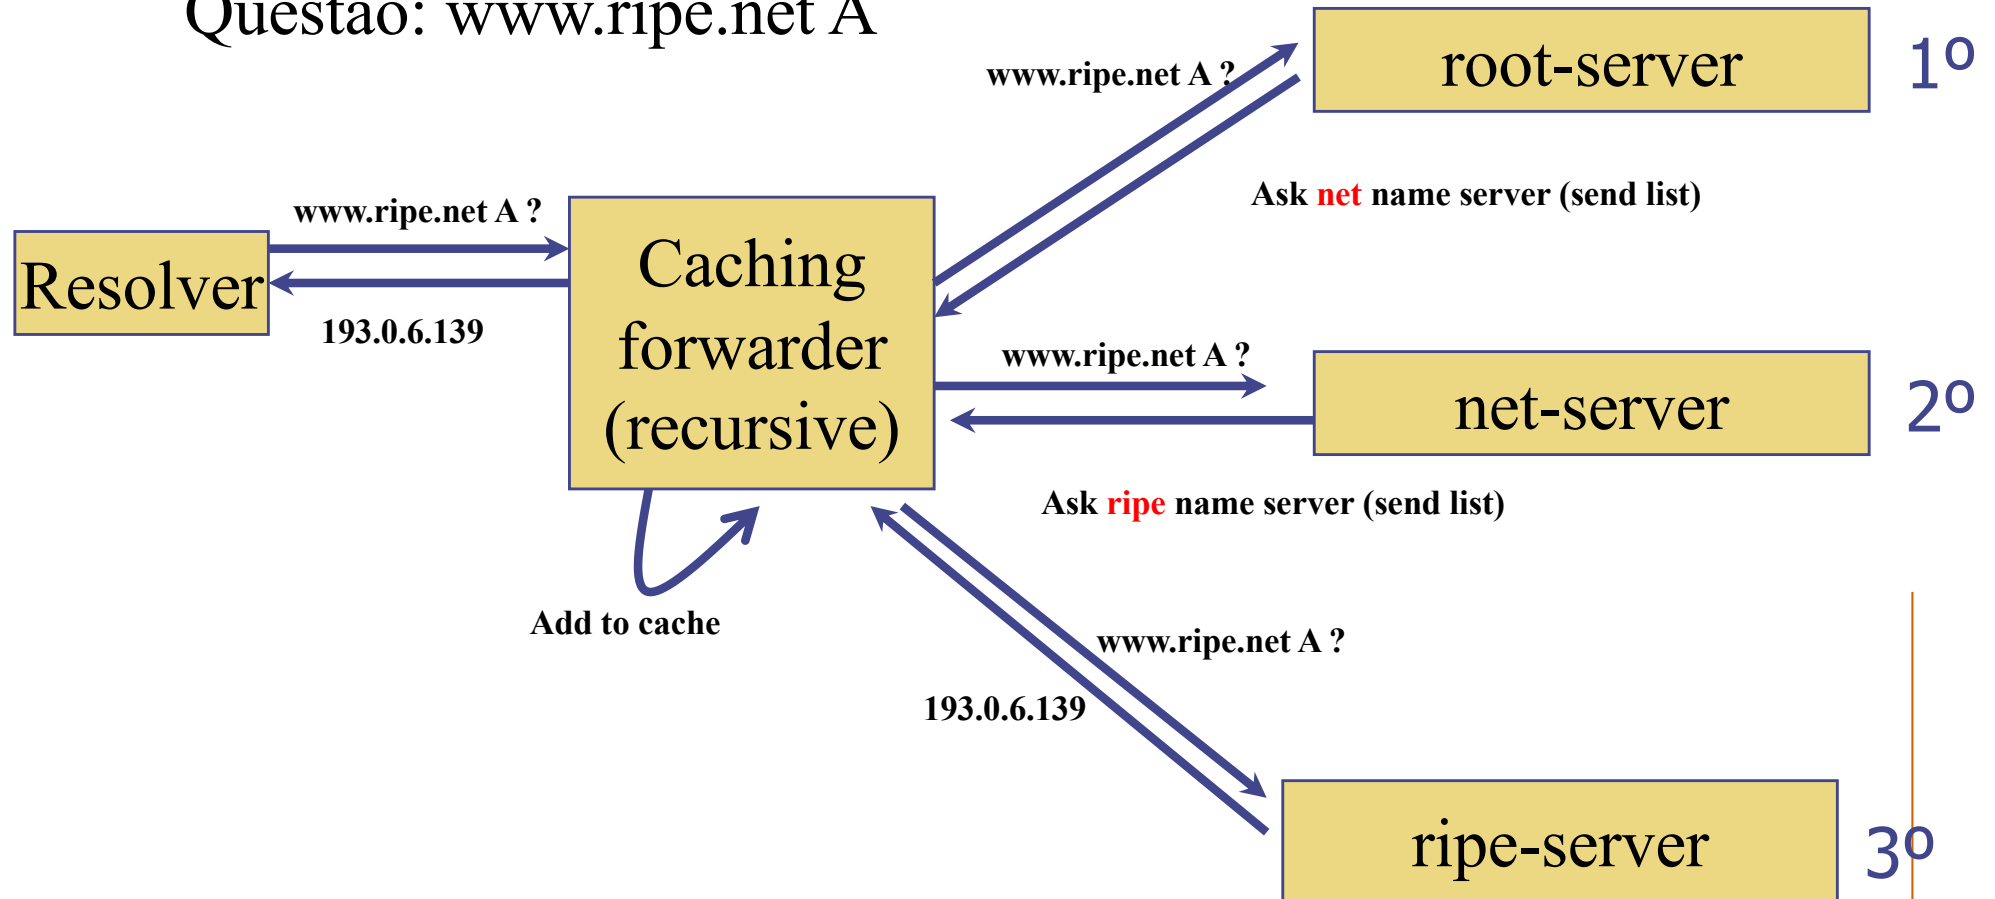 Questão: www.ripe.net A
www.ripe.net A ?
root-server
1º
Ask net name server (send list)
www.ripe.net A ?
Resolver
193.0.6.139
Caching
forwarder
(recursive)
www.ripe.net A ?
net-server
2º
Ask ripe name server (send list)
Add to cache
www.ripe.net A ?
193.0.6.139
ripe-server
3º